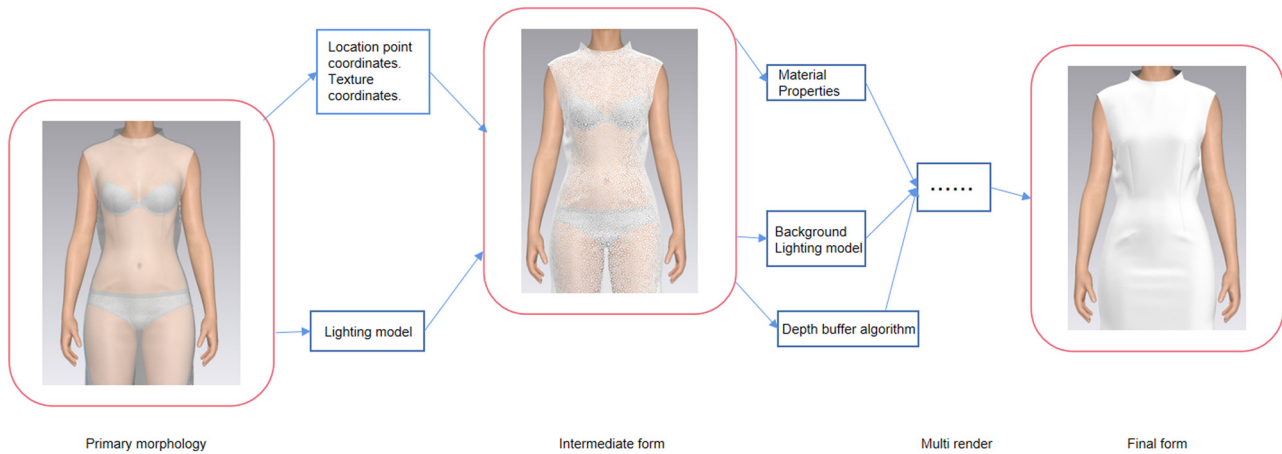 Location point
coordinates.
Texture
coordinates.
Lighting model
Material
Properties
Background
Lighting model
Depth buffer algorithm
......
Primary morphology
Intermediate form
Multi render
Final form